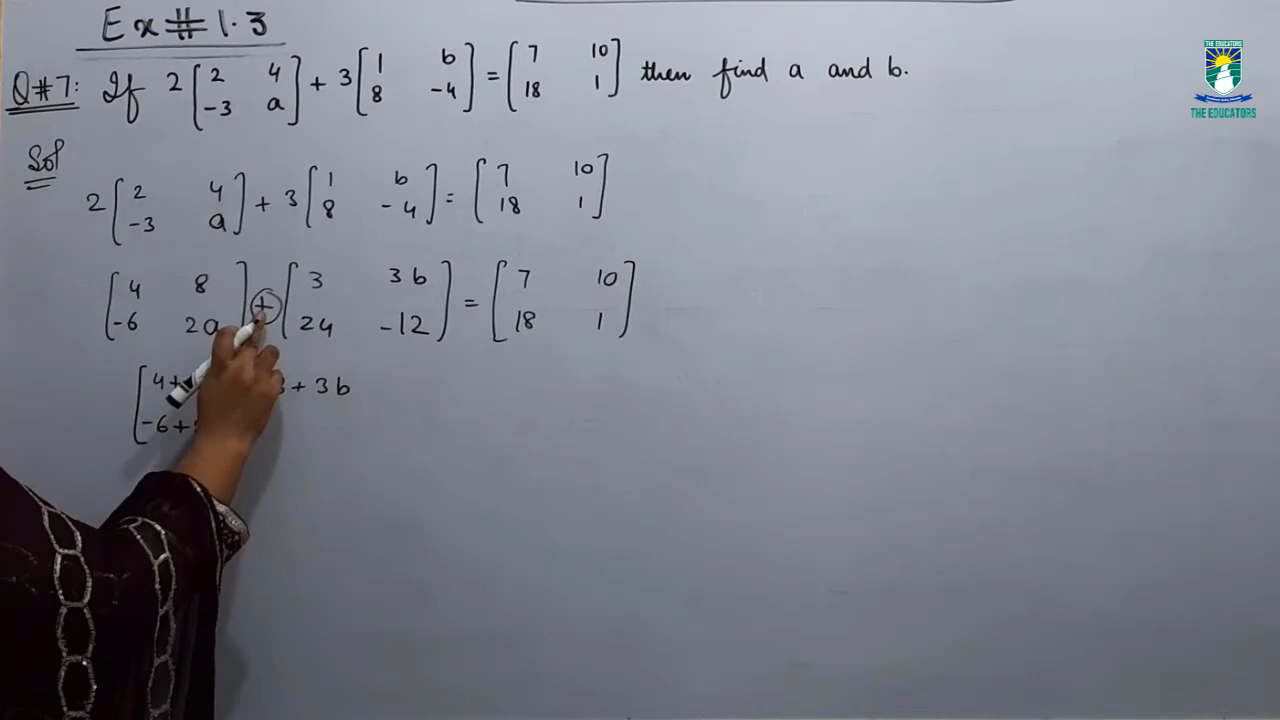 Ex # 1.3
Q#7: If 2 [2 4; -3 a] + 3 [1 b; 8 -4] = [7 10; 18 1] then find a and b.
THE EDUCATORS
Sol
2 [2 4; -3 a] + 3 [1 b; 8 -4] = [7 10; 18 1]
[4 8; -6 2a] + [3 3b; 24 -12] = [7 10; 18 1]
[4+ + 3b
-6+